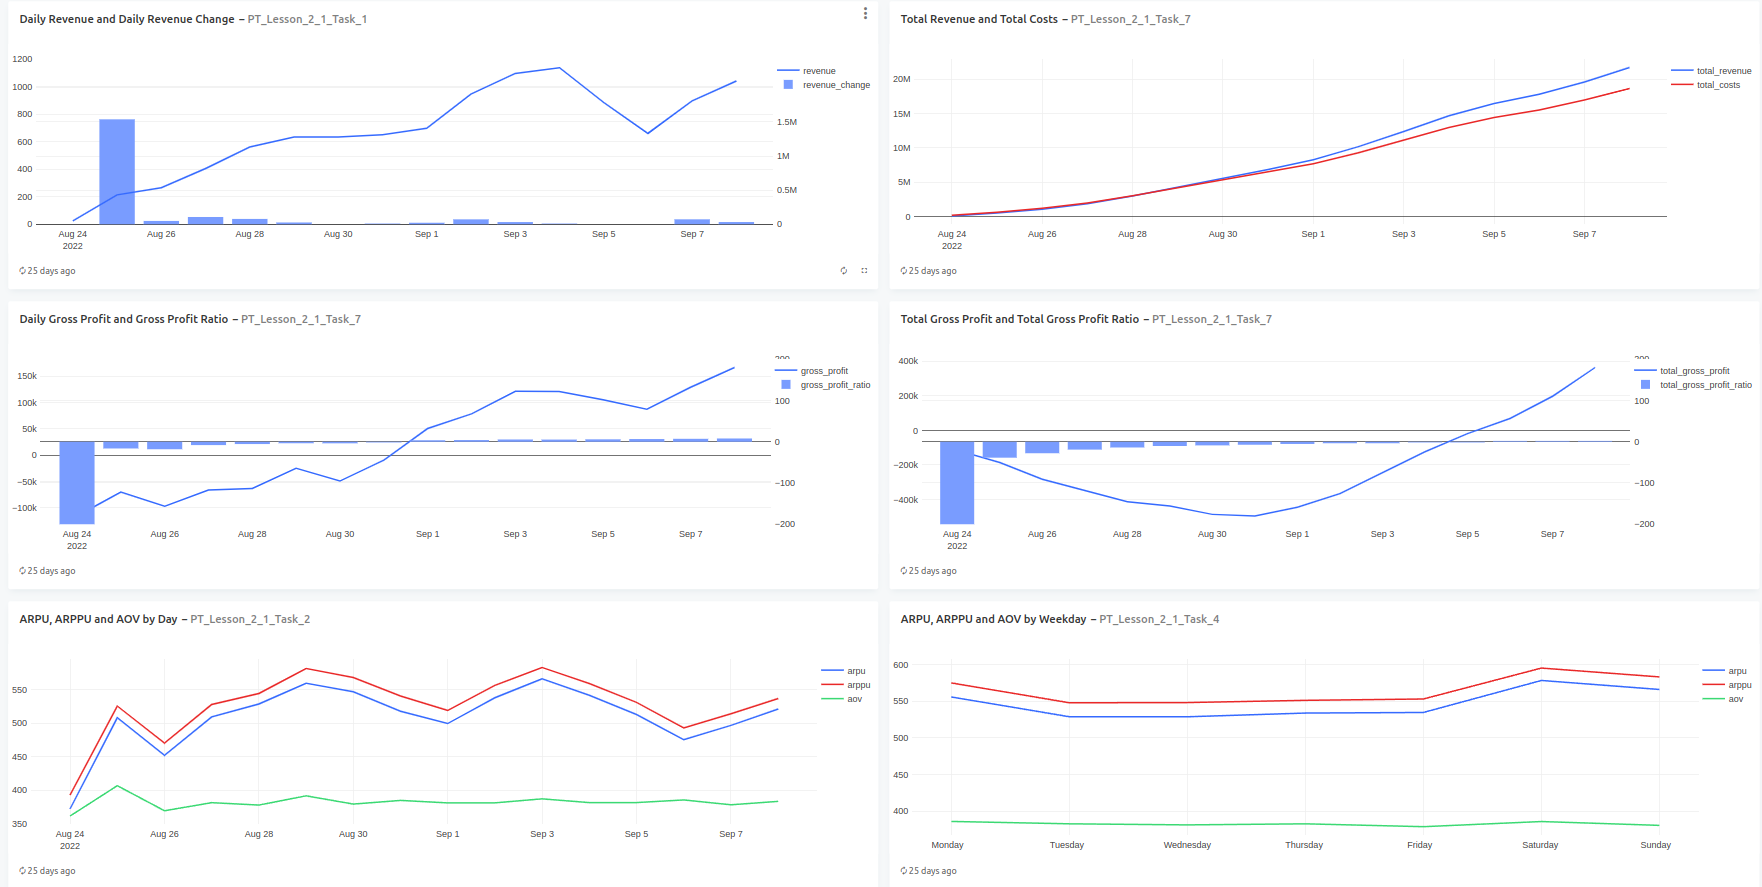 Daily Revenue and Daily Revenue Change – PT_Lesson_2_1_Task_1
1200
1000
800
600
400
200
0
1.5M
1M
0.5M
0
Aug 24
2022
Aug 26
Aug 28
Aug 30
Sep 1
Sep 3
Sep 5
Sep 7
revenue
revenue_change
25 days ago
Total Revenue and Total Costs – PT_Lesson_2_1_Task_7
20M
15M
10M
5M
0
Aug 24
2022
Aug 26
Aug 28
Aug 30
Sep 1
Sep 3
Sep 5
Sep 7
total_revenue
total_costs
25 days ago
Daily Gross Profit and Gross Profit Ratio – PT_Lesson_2_1_Task_7
150k
100k
50k
0
−50k
−100k
200
100
0
−100
−200
Aug 24
2022
Aug 26
Aug 28
Aug 30
Sep 1
Sep 3
Sep 5
Sep 7
gross_profit
gross_profit_ratio
25 days ago
Total Gross Profit and Total Gross Profit Ratio – PT_Lesson_2_1_Task_7
400k
200k
0
−200k
−400k
200
100
0
−100
−200
Aug 24
2022
Aug 26
Aug 28
Aug 30
Sep 1
Sep 3
Sep 5
Sep 7
total_gross_profit
total_gross_profit_ratio
25 days ago
ARPU, ARPPU and AOV by Day – PT_Lesson_2_1_Task_2
550
500
450
400
350
Aug 24
2022
Aug 26
Aug 28
Aug 30
Sep 1
Sep 3
Sep 5
Sep 7
arpu
arppu
aov
25 days ago
ARPU, ARPPU and AOV by Weekday – PT_Lesson_2_1_Task_4
600
550
500
450
400
Monday
Tuesday
Wednesday
Thursday
Friday
Saturday
Sunday
arpu
arppu
aov
25 days ago